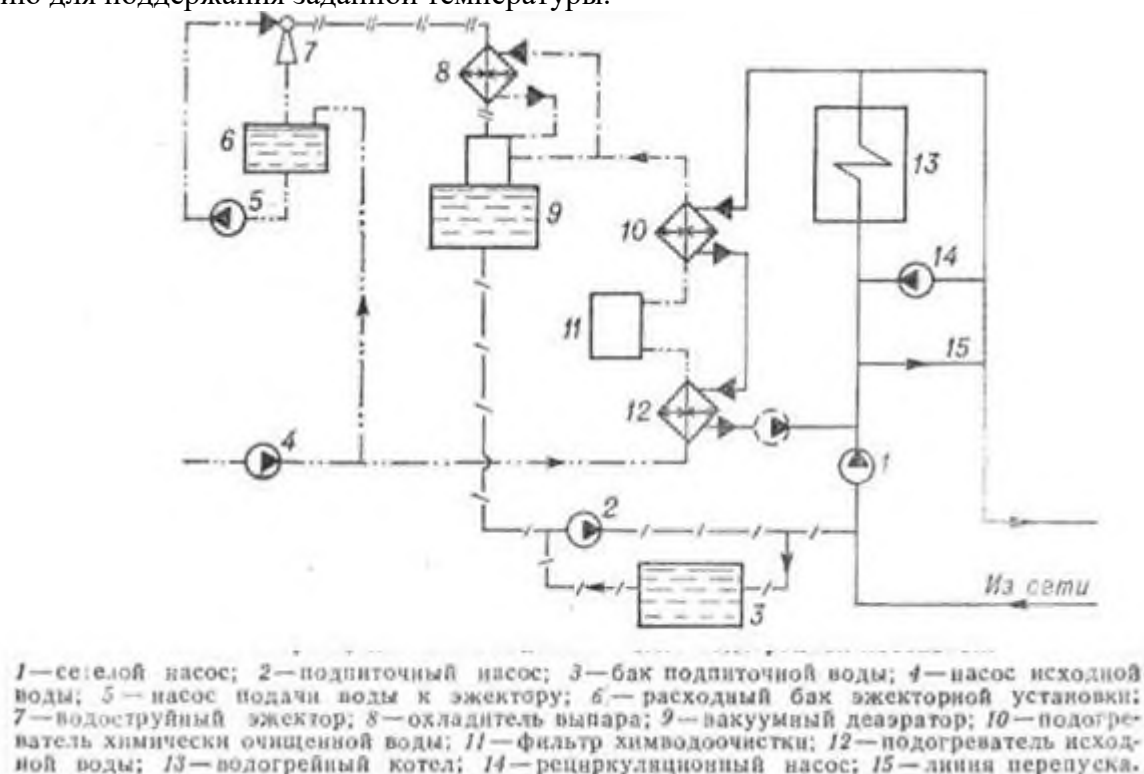 но для поддержания заданной температуры.
7
8
6
5
9
10
13
14
11
15
12
4
1
2
3
Из сети
1—сетевой насос; 2—подпиточный насос; 3—бак подпиточной воды; 4—насос исходной
воды; 5—насос подачи воды к эжектору; 6—расходный бак эжекторной установки;
7—водоструйный эжектор; 8—охладитель выпара; 9—вакуумный деаэратор; 10—подогре-
ватель химически очищенной воды; 11—фильтр химводоочистки; 12—подогреватель исход-
ной воды; 13—водогрейный котел; 14—рециркуляционный насос; 15—линия перепуска.